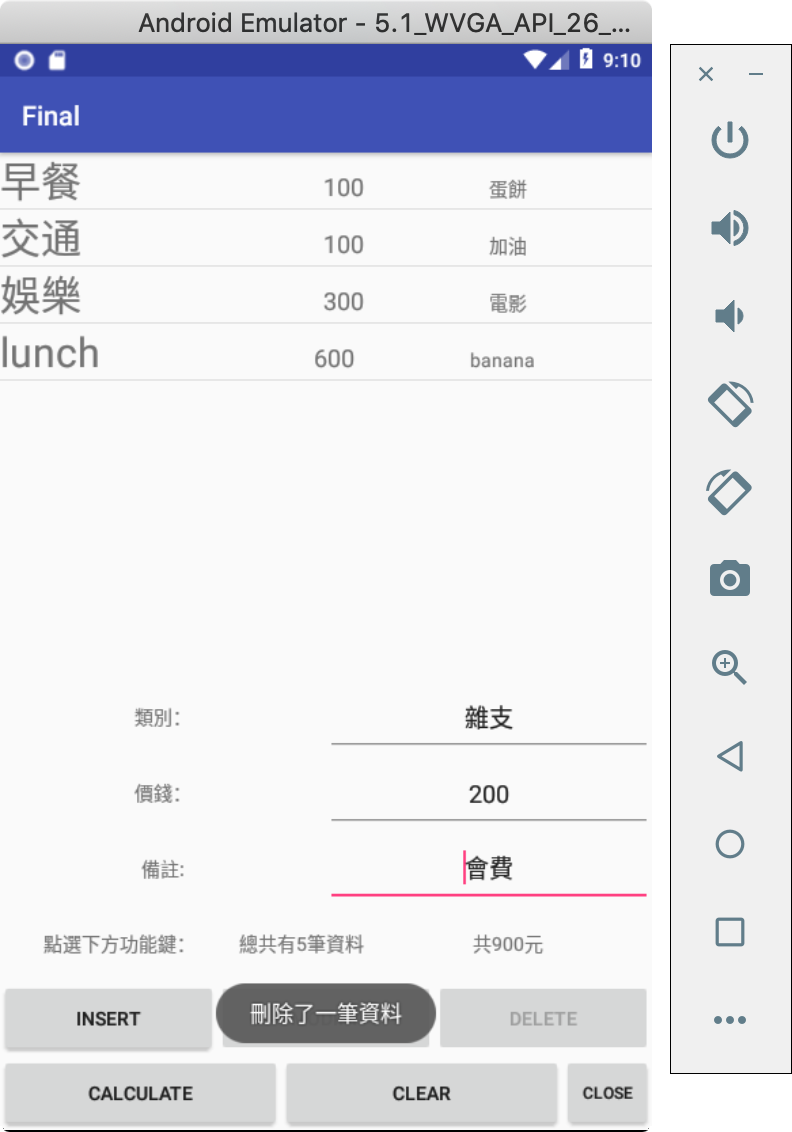 Android Emulator - 5.1_WVGA_API_26_...
9:10
Final
早餐 100 蛋餅
交通 100 加油
娛樂 300 電影
lunch 600 banana
類別: 雜支
價錢: 200
備註: 會費
點選下方功能鍵: 總共有5筆資料 共900元
INSERT 刪除了一筆資料 DELETE
CALCULATE CLEAR CLOSE